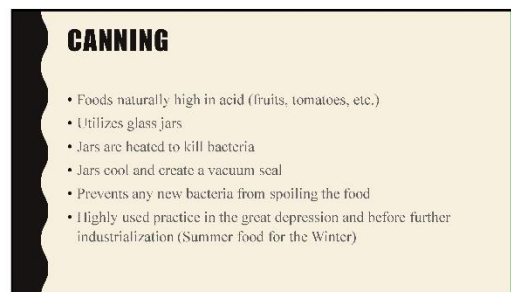 CANNING
• Foods naturally high in acid (fruits, tomatoes, etc.)
• Utilizes glass jars
• Jars are heated to kill bacteria
• Jars cool and create a vacuum seal
• Prevents any new bacteria from spoiling the food
• Highly used practice in the great depression and before further
industrialization (Summer food for the Winter)